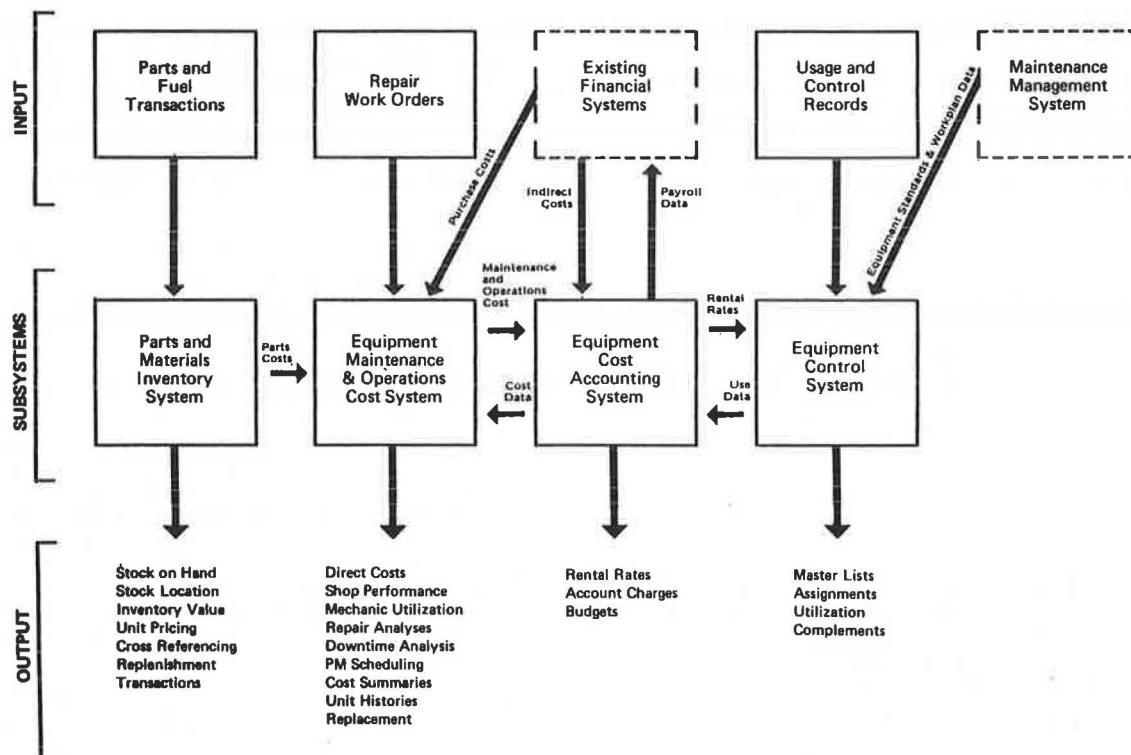 INPUT
Parts and
Fuel
Transactions
Repair
Work Orders
Existing
Financial
Systems
Usage and
Control
Records
Maintenance
Management
System
Purchase Costs
Indirect
Costs
Payroll
Data
Equipment Standards & Workplan Data
SUBSYSTEMS
Parts and
Materials
Inventory
System
Parts
Costs
Equipment
Maintenance
& Operations
Cost System
Maintenance
and
Operations
Cost
Cost
Data
Equipment
Cost
Accounting
System
Rental
Rates
Use
Data
Equipment
Control
System
OUTPUT
Stock on Hand
Stock Location
Inventory Value
Unit Pricing
Cross Referencing
Replenishment
Transactions
Direct Costs
Shop Performance
Mechanic Utilization
Repair Analyses
Downtime Analysis
PM Scheduling
Cost Summaries
Unit Histories
Replacement
Rental Rates
Account Charges
Budgets
Master Lists
Assignments
Utilization
Complements